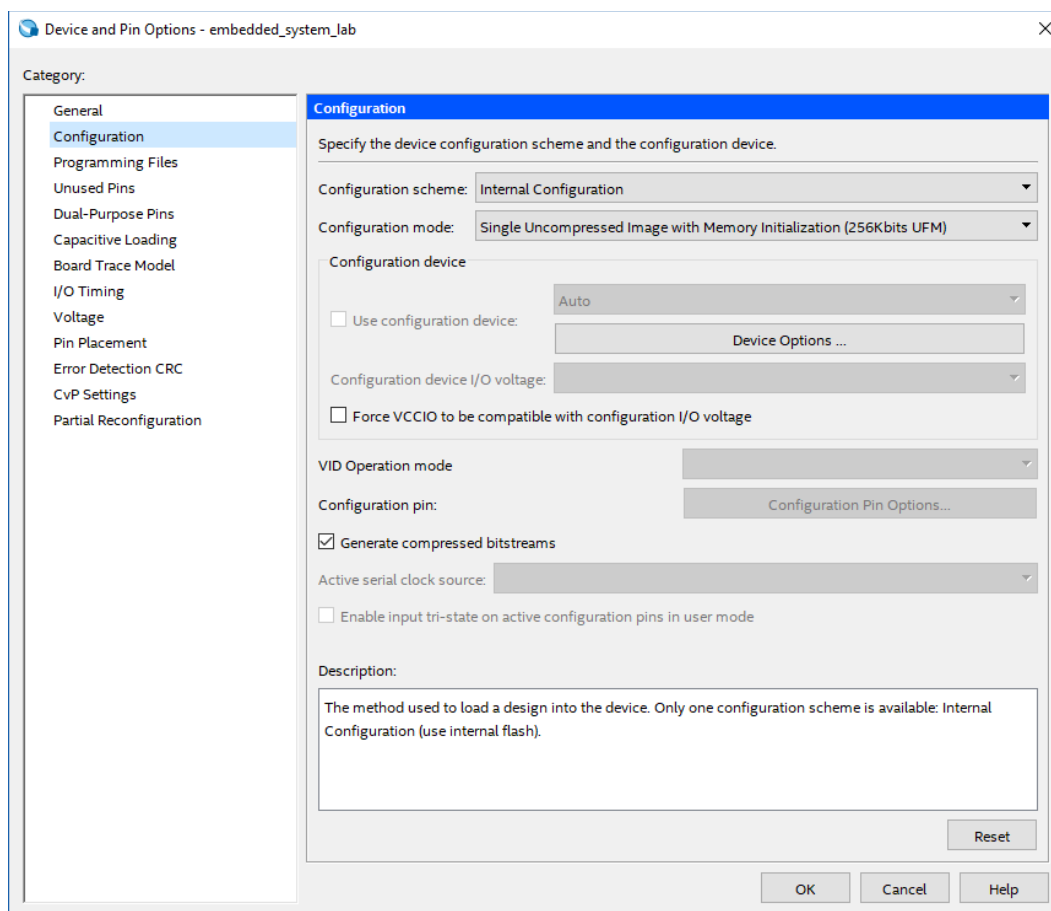 Device and Pin Options - embedded_system_lab
Category:
General
Configuration
Programming Files
Unused Pins
Dual-Purpose Pins
Capacitive Loading
Board Trace Model
I/O Timing
Voltage
Pin Placement
Error Detection CRC
CvP Settings
Partial Reconfiguration
Configuration
Specify the device configuration scheme and the configuration device.
Configuration scheme: Internal Configuration
Configuration mode: Single Uncompressed Image with Memory Initialization (256Kbits UFM)
Configuration device
Use configuration device: Auto
Device Options ...
Configuration device I/O voltage:
Force VCCIO to be compatible with configuration I/O voltage
VID Operation mode
Configuration pin: Configuration Pin Options...
Generate compressed bitstreams
Active serial clock source:
Enable input tri-state on active configuration pins in user mode
Description:
The method used to load a design into the device. Only one configuration scheme is available: Internal
Configuration (use internal flash).
Reset
OK Cancel Help